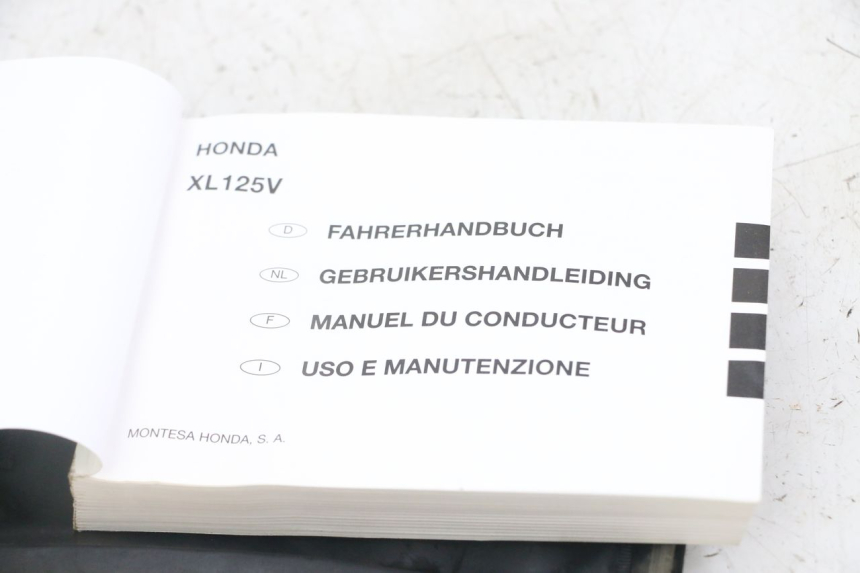 HONDA
XL125V
D FAHRERHANDBUCH
NL GEBRUIKERSHANDLEIDING
F MANUEL DU CONDUCTEUR
I USO E MANUTENZIONE
MONTESA HONDA, S. A.